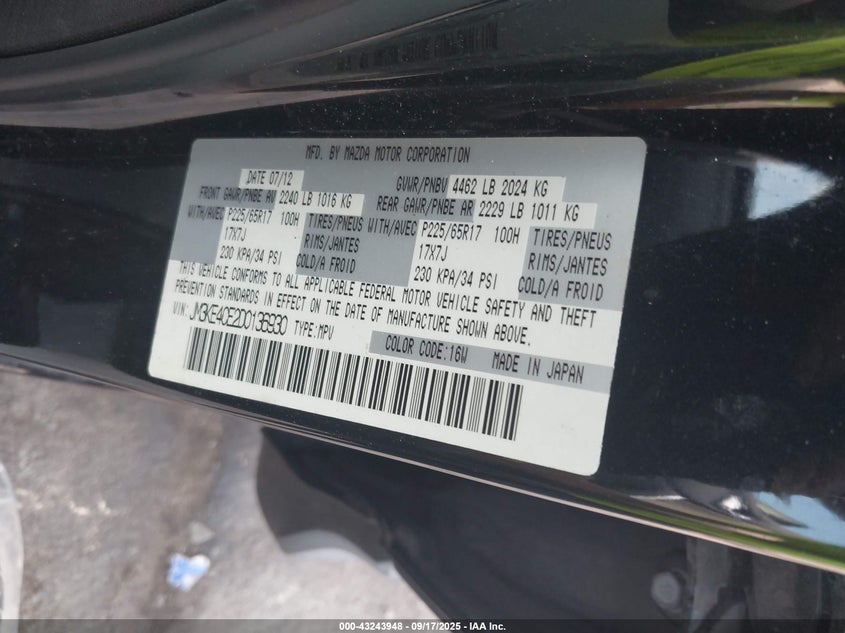 MFD. BY MAZDA MOTOR CORPORATION
DATE 07/12 GVWR/PNBV 4462 LB 2024 KG
FRONT GAWR/PNBE AV 2240 LB 1016 KG REAR GAWR/PNBE AR 2229 LB 1011 KG
WITH/AVEC P225/65R17 100H TIRES/PNEUS WITH/AVEC P225/65R17 100H TIRES/PNEUS
17X7J RIMS/JANTES 17X7J RIMS/JANTES
230 KPA/34 PSI COLD/A FROID 230 KPA/34 PSI COLD/A FROID
THIS VEHICLE CONFORMS TO ALL APPLICABLE FEDERAL MOTOR VEHICLE SAFETY AND THEFT
PREVENTION STANDARDS IN EFFECT ON THE DATE OF MANUFACTURE SHOWN ABOVE.
VIN: JM3KE4CE2D0136930 TYPE:MPV
COLOR CODE:16W MADE IN JAPAN
000-43243948 - 09/17/2025 - IAA Inc.